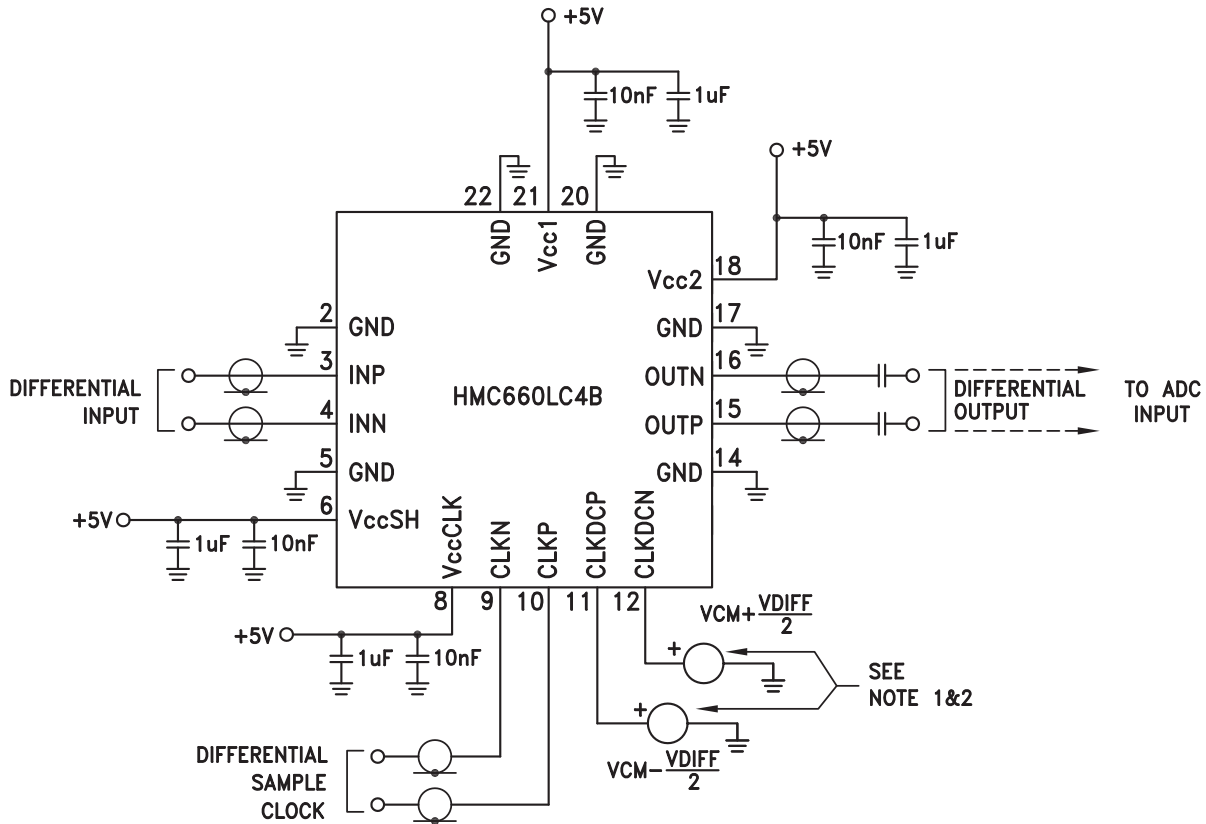 +5V
10nF
1uF
+5V
22
21
20
10nF
1uF
GND
Vcc1
GND
Vcc2
18
2
GND
GND
17
3
INP
OUTN
16
DIFFERENTIAL
INPUT
HMC660LC4B
DIFFERENTIAL
OUTPUT
TO ADC
INPUT
4
INN
OUTP
15
5
GND
GND
14
+5V
6
VccSH
1uF
10nF
VccCLK
CLKN
CLKP
CLKDCP
CLKDCN
8
9
10
11
12
+5V
1uF
10nF
VCM+VDIFF
2
+
SEE
NOTE 1&2
+
VCM-VDIFF
2
DIFFERENTIAL
SAMPLE
CLOCK